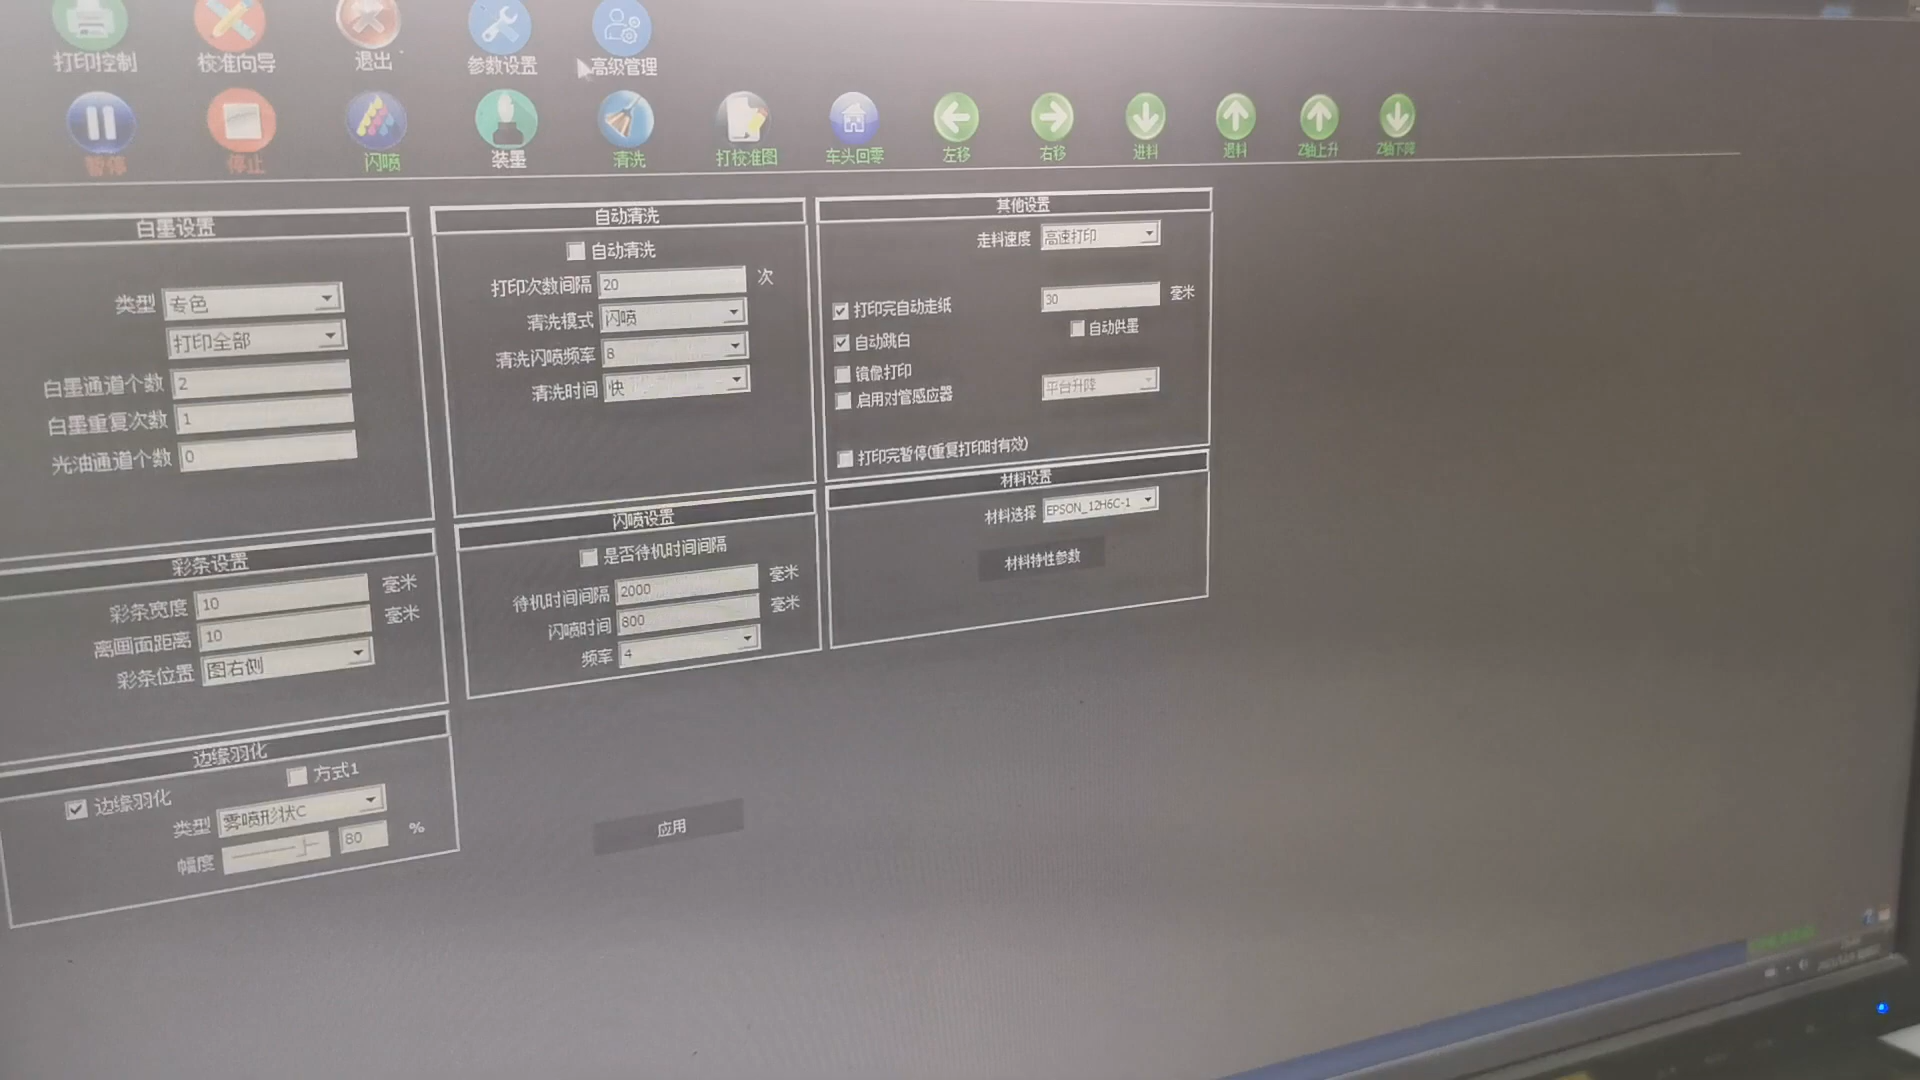 打印控制 校准向导 退出 参数设置 高级管理
暂停 停止 闪喷 装墨 清洗 打校准图 车头回零 左移 右移 进料 退料 Z轴上升 Z轴下降
白墨设置
类型 专色
打印全部
白墨通道个数 2
白墨重复次数 1
光油通道个数 0
彩条设置
彩条宽度 10 毫米
离画面距离 10 毫米
彩条位置 图右侧
边缘羽化
方式1
边缘羽化
类型 雾喷形状C
幅度 80 %
自动清洗
自动清洗
打印次数间隔 20 次
清洗模式 闪喷
清洗闪喷频率 8
清洗时间 快
闪喷设置
是否待机时间间隔
待机时间间隔 2000 毫米
闪喷时间 800 毫米
频率 4
应用
其他设置
走料速度 高速打印
打印完自动走纸 30 毫米
自动供墨
自动跳白
镜像打印
平台升降
启用对管感应器
打印完暂停(重复打印时有效)
材料设置
材料选择 EPSON_12H6C-1
材料特性参数